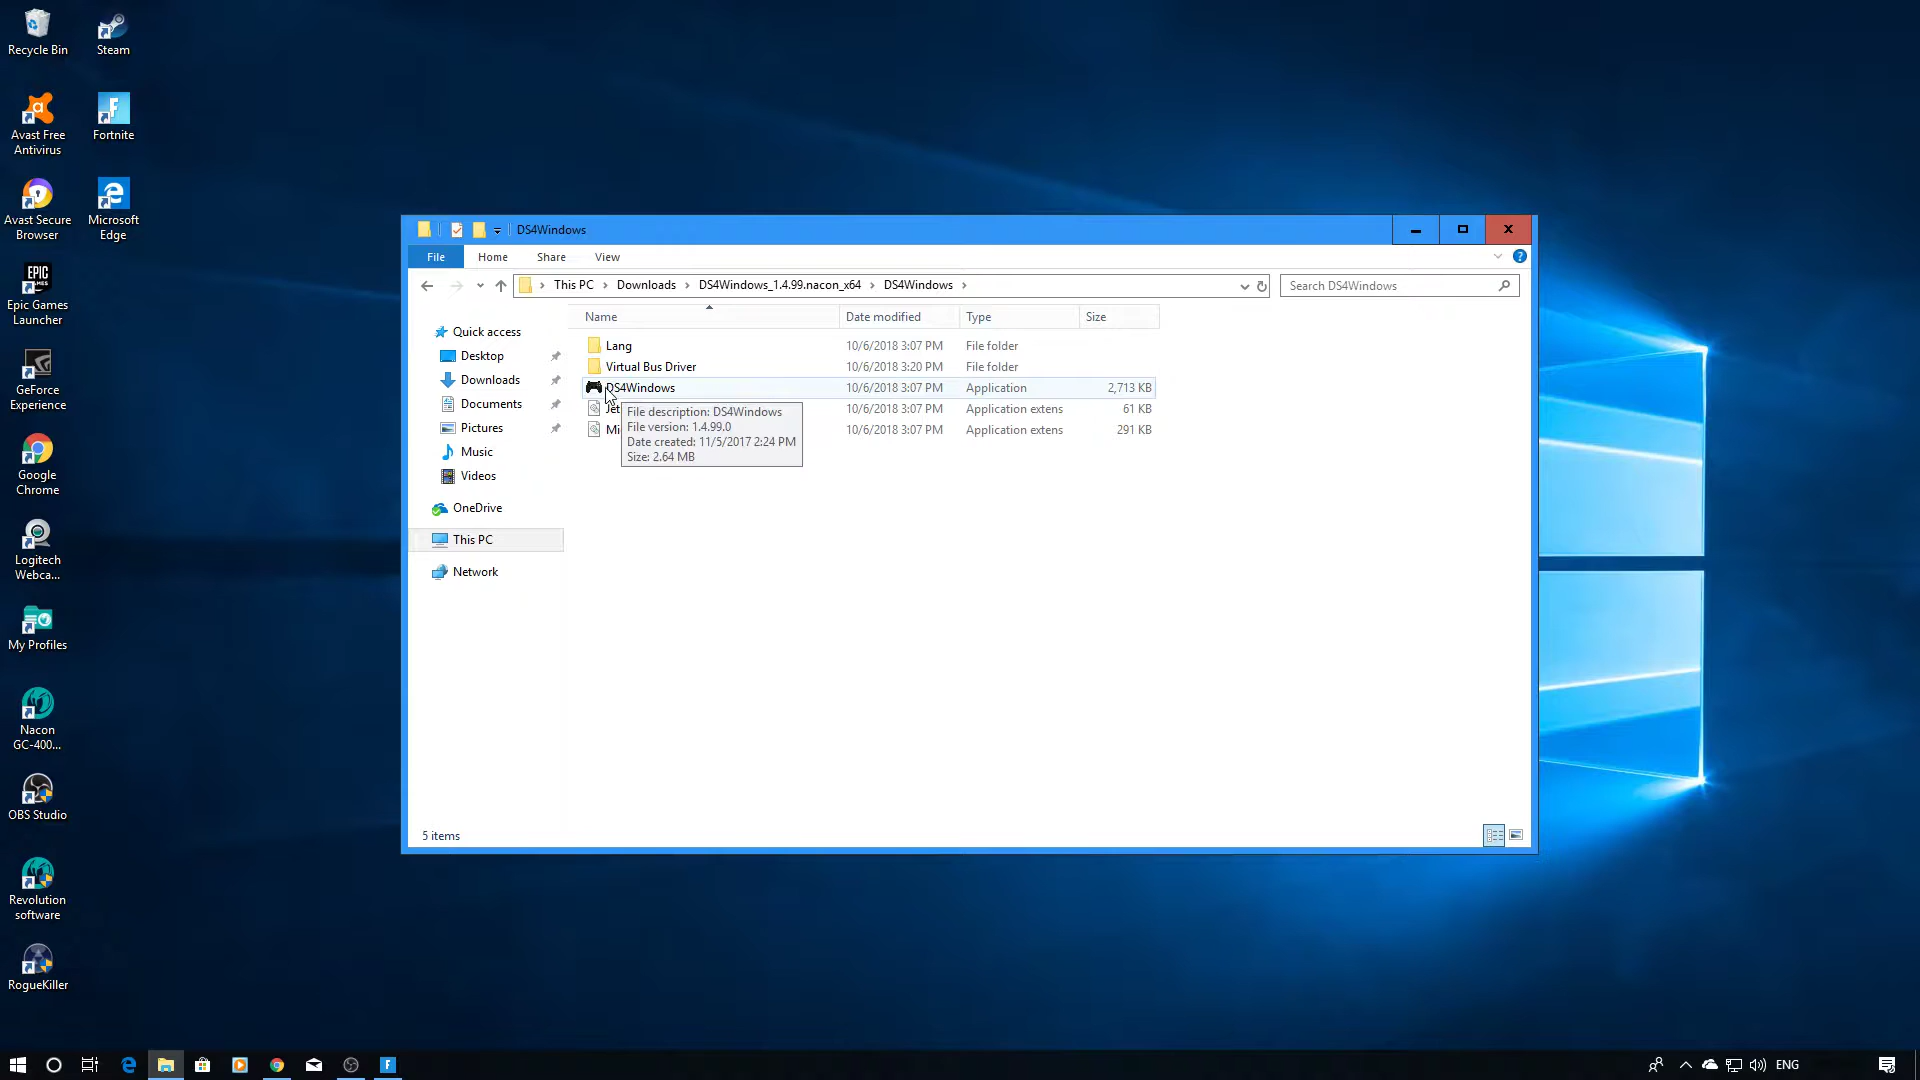 Recycle Bin
Steam
Avast Free
Antivirus
Fortnite
Avast Secure
Browser
Microsoft
Edge
EPIC
GAMES
Epic Games
Launcher
GeForce
Experience
Google
Chrome
Logitech
Webca...
My Profiles
Nacon
GC-400...
OBS Studio
Revolution
software
RogueKiller
DS4Windows
File Home Share View
This PC Downloads DS4Windows_1.4.99.nacon_x64 DS4Windows
Search DS4Windows
Quick access
Desktop
Downloads
Documents
Pictures
Music
Videos
OneDrive
This PC
Network
Name Date modified Type Size
Lang 10/6/2018 3:07 PM File folder
Virtual Bus Driver 10/6/2018 3:20 PM File folder
DS4Windows 10/6/2018 3:07 PM Application 2,713 KB
Jet 10/6/2018 3:07 PM Application extens 61 KB
Mi 10/6/2018 3:07 PM Application extens 291 KB
File description: DS4Windows
File version: 1.4.99.0
Date created: 11/5/2017 2:24 PM
Size: 2.64 MB
5 items
ENG